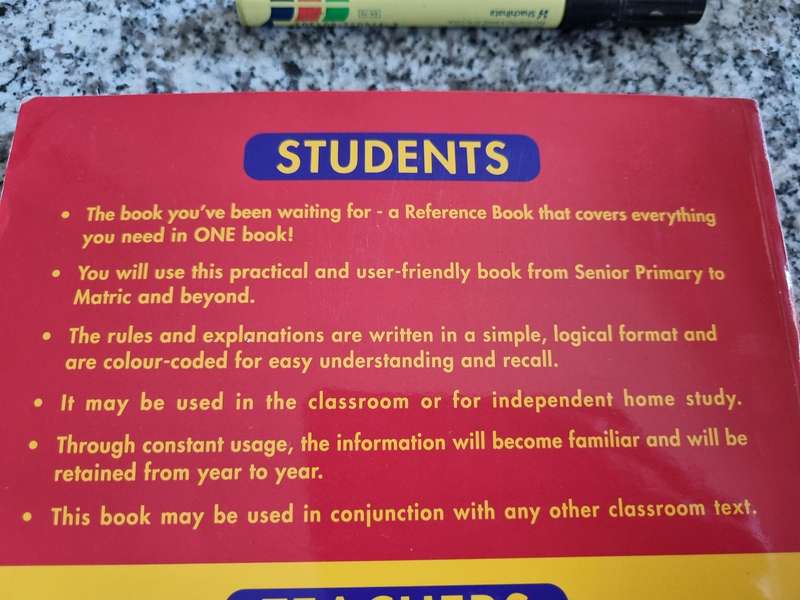 Shachihata
STUDENTS
• The book you've been waiting for - a Reference Book that covers everything
you need in ONE book!
• You will use this practical and user-friendly book from Senior Primary to
Matric and beyond.
• The rules and explanations are written in a simple, logical format and
are colour-coded for easy understanding and recall.
• It may be used in the classroom or for independent home study.
• Through constant usage, the information will become familiar and will be
retained from year to year.
• This book may be used in conjunction with any other classroom text.
TEACHERS